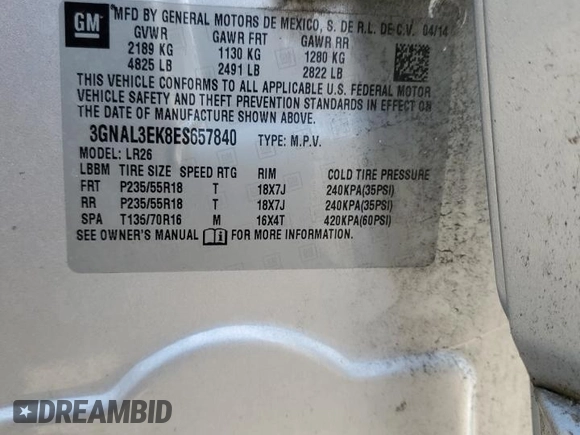 GM MFD BY GENERAL MOTORS DE MEXICO, S. DE R.L. DE C.V. 04/14
GVWR GAWR FRT GAWR RR
2189 KG 1130 KG 1280 KG
4825 LB 2491 LB 2822 LB
THIS VEHICLE CONFORMS TO ALL APPLICABLE U.S. FEDERAL MOTOR
VEHICLE SAFETY AND THEFT PREVENTION STANDARDS IN EFFECT ON
THE DATE OF MANUFACTURE SHOWN ABOVE.
3GNAL3EK8ES657840 TYPE: M.P.V.
MODEL: LR26
LBBM TIRE SIZE SPEED RTG RIM COLD TIRE PRESSURE
FRT P235/55R18 T 18X7J 240KPA(35PSI)
RR P235/55R18 T 18X7J 240KPA(35PSI)
SPA T136/70R16 M 16X4T 420KPA(60PSI)
SEE OWNER'S MANUAL FOR MORE INFORMATION.
DREAMBID